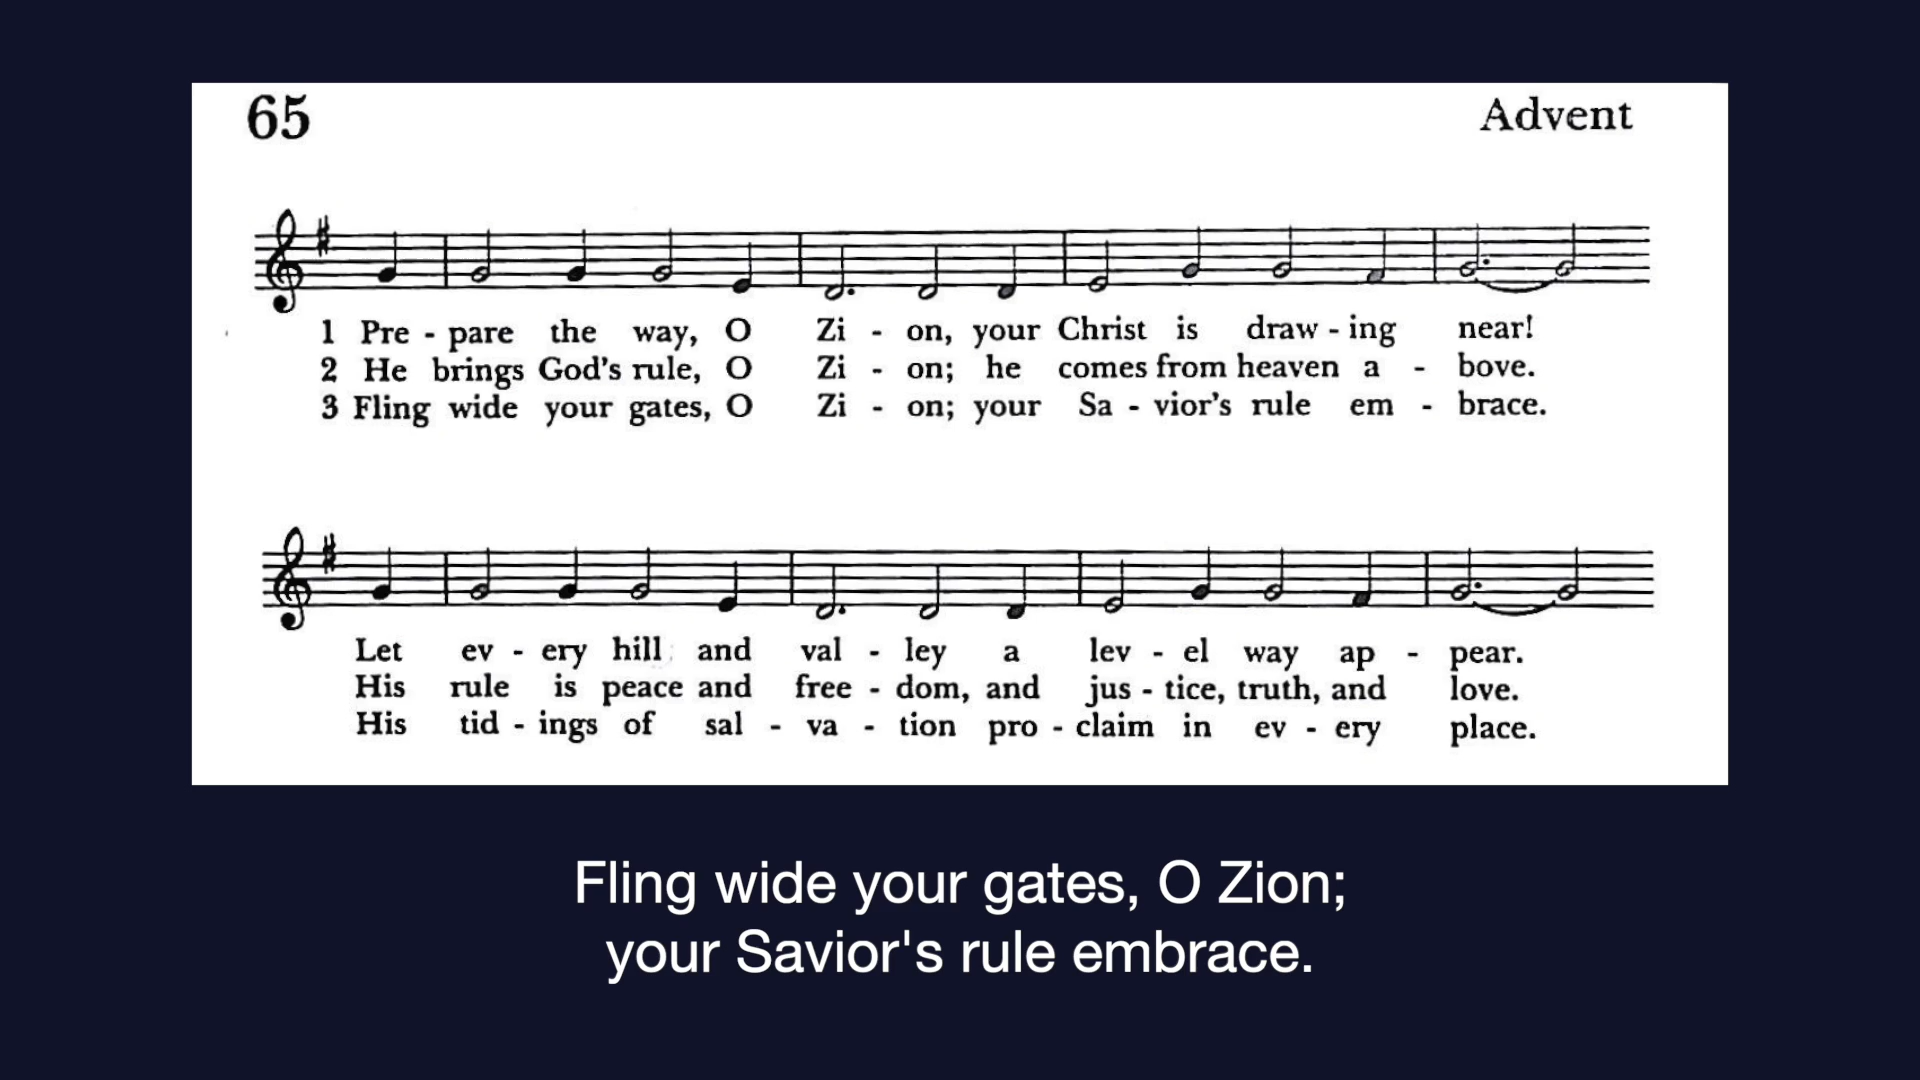 65
Advent
1 Pre - pare the way, O Zi - on, your Christ is draw - ing near!
2 He brings God's rule, O Zi - on; he comes from heaven a - bove.
3 Fling wide your gates, O Zi - on; your Sa - vior's rule em - brace.
Let ev - ery hill and val - ley a lev - el way ap - pear.
His rule is peace and free - dom, and jus - tice, truth, and love.
His tid - ings of sal - va - tion pro - claim in ev - ery place.
Fling wide your gates, O Zion;
your Savior's rule embrace.